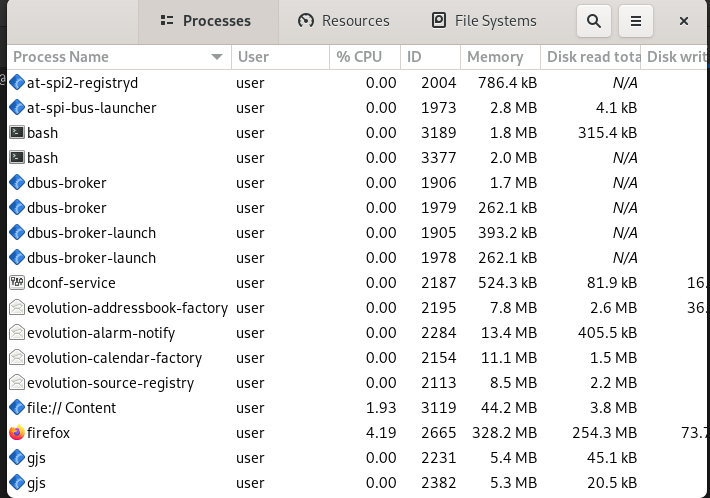 Processes Resources File Systems
Process Name User % CPU ID Memory Disk read tota Disk writ
at-spi2-registryd user 0.00 2004 786.4 kB N/A
at-spi-bus-launcher user 0.00 1973 2.8 MB 4.1 kB
bash user 0.00 3189 1.8 MB 315.4 kB
bash user 0.00 3377 2.0 MB N/A
dbus-broker user 0.00 1906 1.7 MB N/A
dbus-broker user 0.00 1979 262.1 kB N/A
dbus-broker-launch user 0.00 1905 393.2 kB N/A
dbus-broker-launch user 0.00 1978 262.1 kB N/A
dconf-service user 0.00 2187 524.3 kB 81.9 kB 16.
evolution-addressbook-factory user 0.00 2195 7.8 MB 2.6 MB 36.
evolution-alarm-notify user 0.00 2284 13.4 MB 405.5 kB
evolution-calendar-factory user 0.00 2154 11.1 MB 1.5 MB
evolution-source-registry user 0.00 2113 8.5 MB 2.2 MB
file:// Content user 1.93 3119 44.2 MB 3.8 MB
firefox user 4.19 2665 328.2 MB 254.3 MB 73.7
gjs user 0.00 2231 5.4 MB 45.1 kB
gjs user 0.00 2382 5.3 MB 20.5 kB